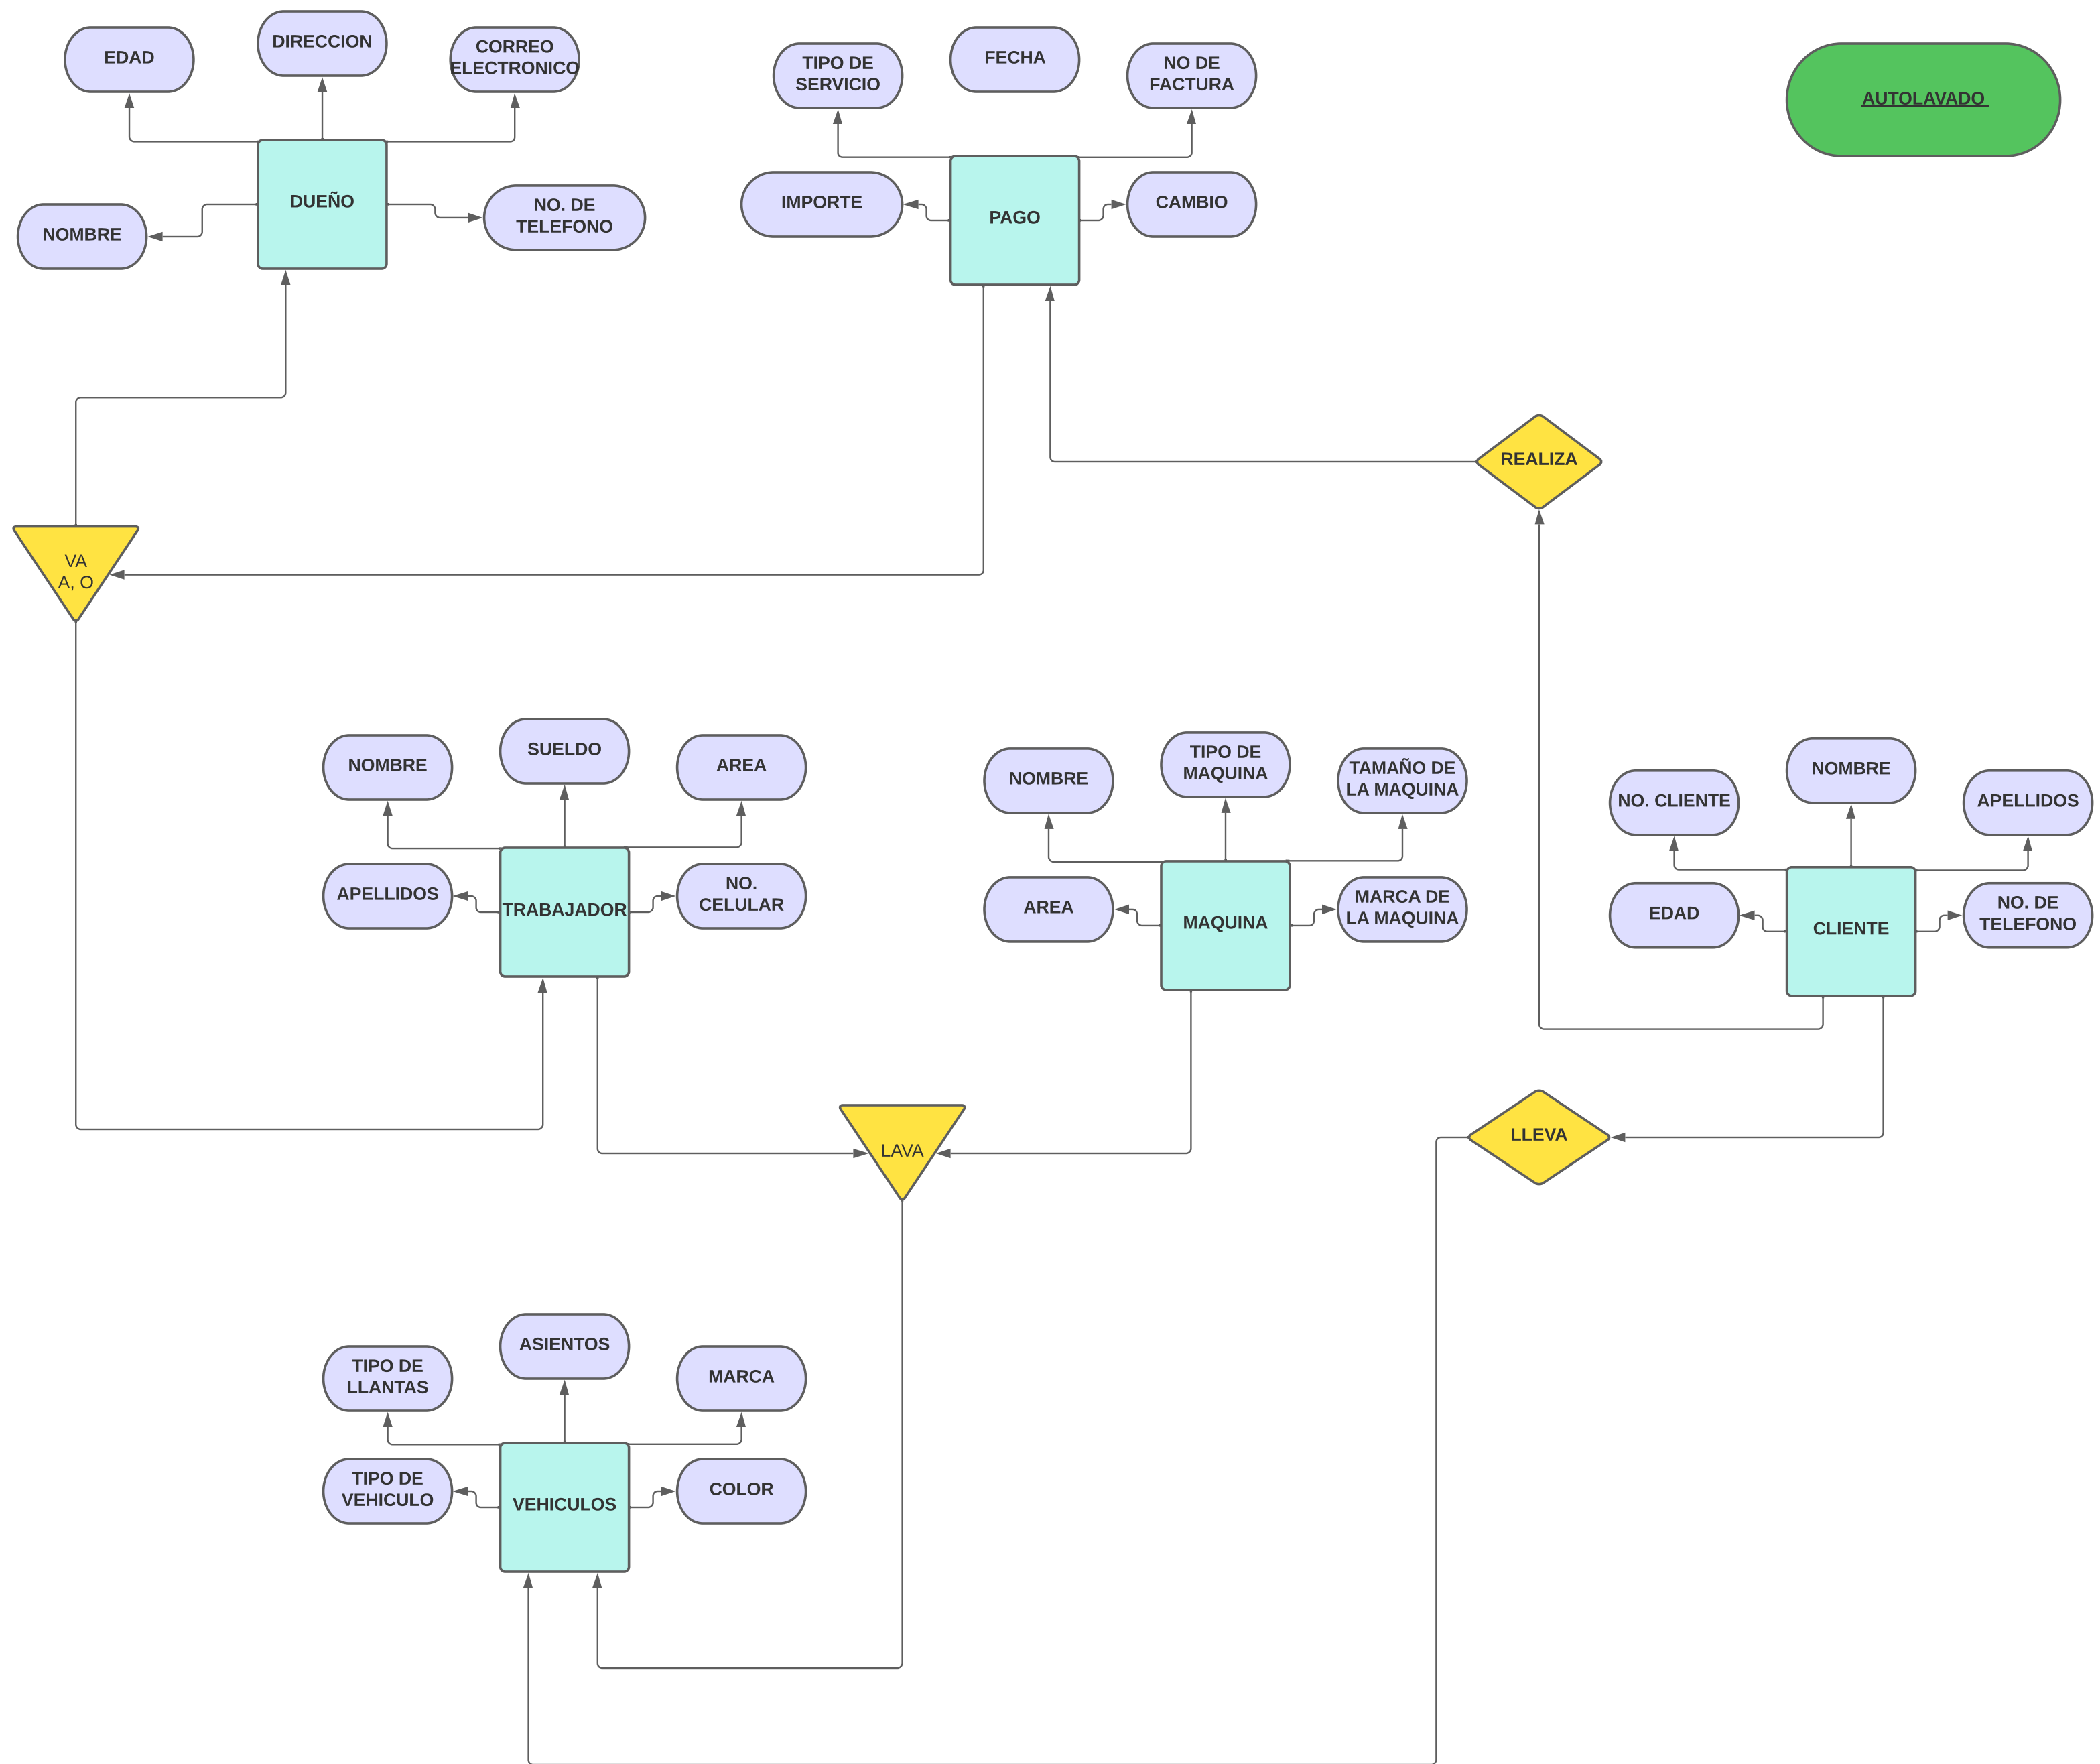 EDAD
DIRECCION
CORREO
ELECTRONICO
NOMBRE
DUEÑO
NO. DE
TELEFONO
TIPO DE
SERVICIO
FECHA
NO DE
FACTURA
IMPORTE
PAGO
CAMBIO
AUTOLAVADO
REALIZA
VA
A, O
NOMBRE
SUELDO
AREA
APELLIDOS
TRABAJADOR
NO.
CELULAR
NOMBRE
TIPO DE
MAQUINA
TAMAÑO DE
LA MAQUINA
AREA
MAQUINA
MARCA DE
LA MAQUINA
NO. CLIENTE
NOMBRE
APELLIDOS
EDAD
CLIENTE
NO. DE
TELEFONO
LAVA
LLEVA
TIPO DE
LLANTAS
ASIENTOS
MARCA
TIPO DE
VEHICULO
VEHICULOS
COLOR